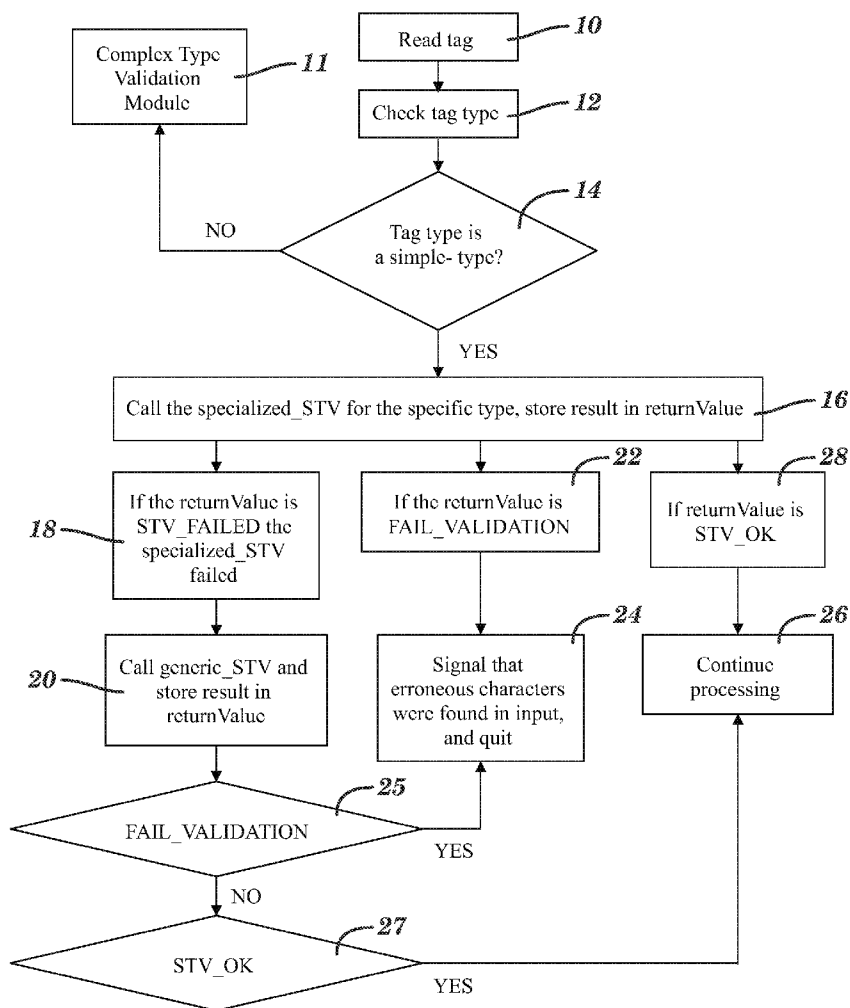 Read tag
10
Complex Type
Validation
Module
11
Check tag type
12
14
Tag type is
a simple- type?
NO
YES
Call the specialized_STV for the specific type, store result in returnValue
16
18
If the returnValue is
STV_FAILED the
specialized_STV
failed
22
If the returnValue is
FAIL_VALIDATION
28
If returnValue is
STV_OK
20
Call generic_STV and
store result in
returnValue
24
Signal that
erroneous characters
were found in input,
and quit
26
Continue
processing
25
FAIL_VALIDATION
YES
NO
27
STV_OK
YES